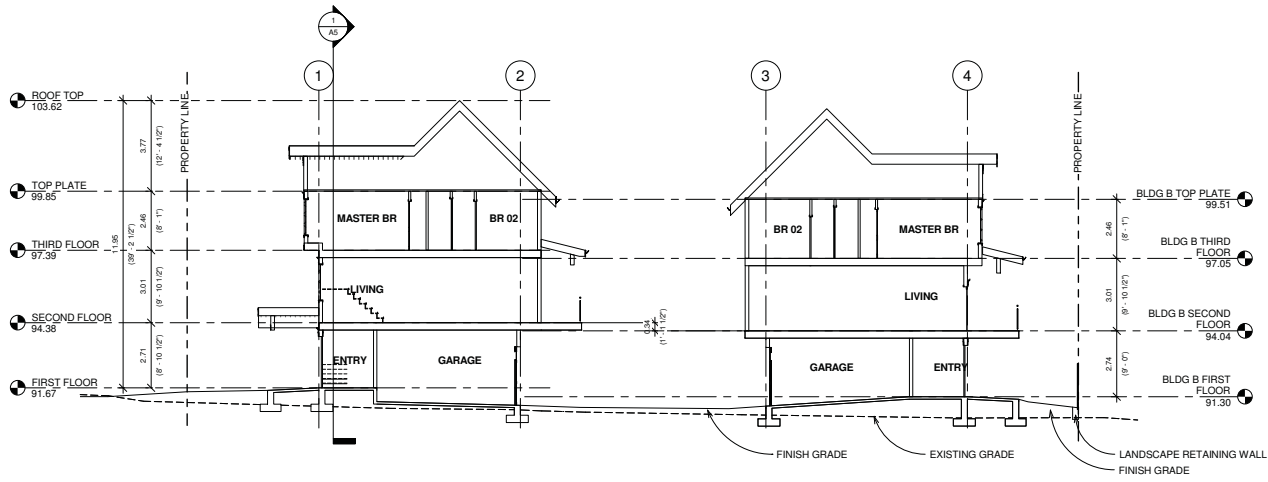 1
A5
1
2
3
4
ROOF TOP
103.62
TOP PLATE
99.85
THIRD FLOOR
97.39
SECOND FLOOR
94.38
FIRST FLOOR
91.67
11.95
(39' - 2 1/2")
3.77
(12' - 4 1/2")
2.46
(8' - 1")
3.01
(9' - 10 1/2")
2.71
(8' - 10 1/2")
PROPERTY LINE
MASTER BR
BR 02
LIVING
ENTRY
GARAGE
0.34
(1' - 1 1/2")
BR 02
MASTER BR
LIVING
GARAGE
ENTRY
PROPERTY LINE
2.46
(8' - 1")
3.01
(9' - 10 1/2")
2.74
(9' - 0")
BLDG B TOP PLATE
99.51
BLDG B THIRD
FLOOR
97.05
BLDG B SECOND
FLOOR
94.04
BLDG B FIRST
FLOOR
91.30
FINISH GRADE
EXISTING GRADE
LANDSCAPE RETAINING WALL
FINISH GRADE